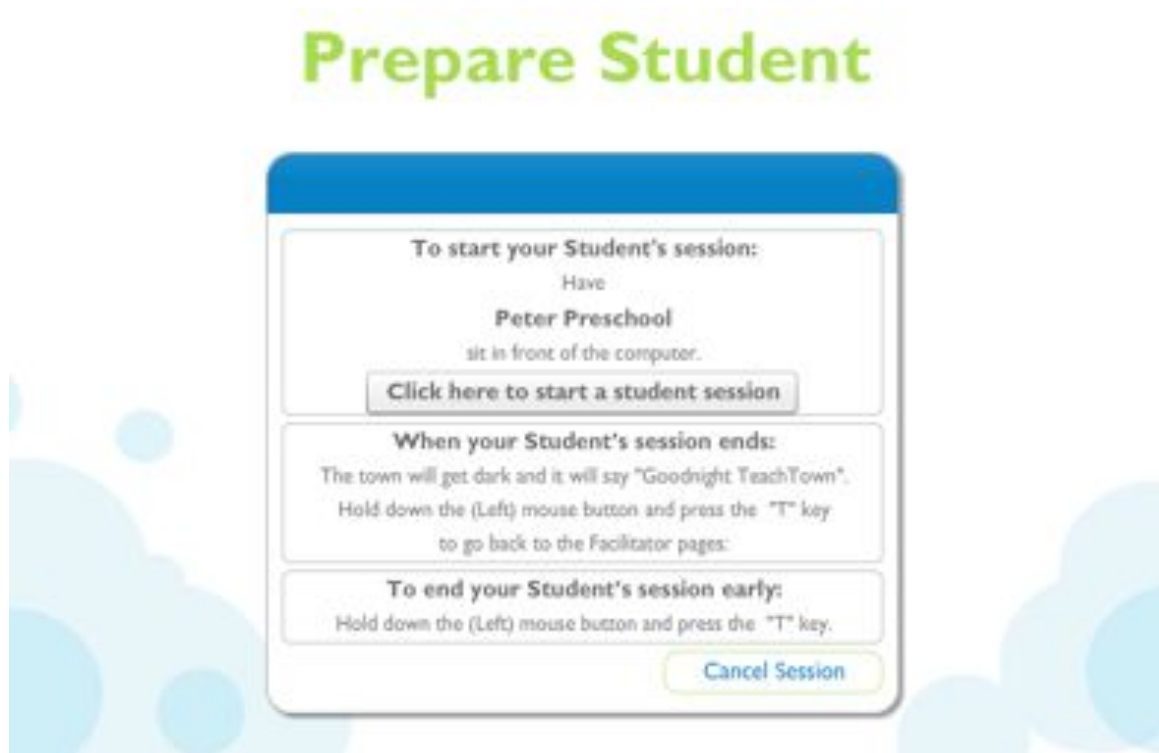 Prepare Student
To start your Student's session:
Have
Peter Preschool
sit in front of the computer.
Click here to start a student session
When your Student's session ends:
The town will get dark and it will say "Goodnight TeachTown".
Hold down the (Left) mouse button and press the "T" key
to go back to the Facilitator pages:
To end your Student's session early:
Hold down the (Left) mouse button and press the "T" key.
Cancel Session